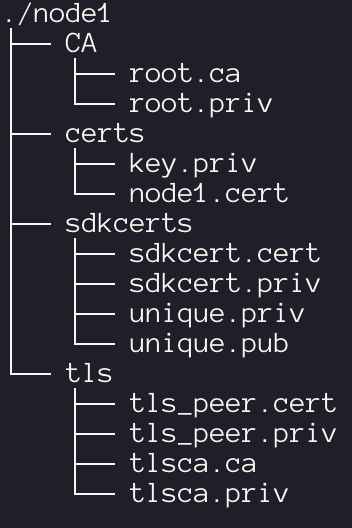 ./node1
CA
root.ca
root.priv
certs
key.priv
node1.cert
sdkcerts
sdkcert.cert
sdkcert.priv
unique.priv
unique.pub
tls
tls_peer.cert
tls_peer.priv
tlsca.ca
tlsca.priv